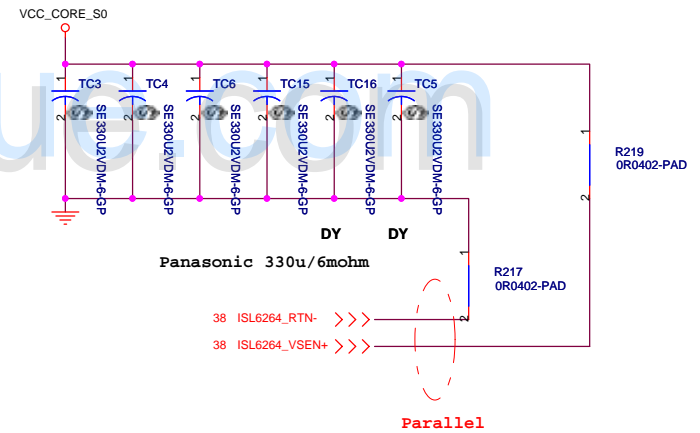 VCC_CORE_S0
1 TC3 1 TC4 1 TC6 1 TC15 1 TC16 1 TC5
2 2 2 2 2 2
SE330U2VDM-6-GP SE330U2VDM-6-GP SE330U2VDM-6-GP SE330U2VDM-6-GP SE330U2VDM-6-GP SE330U2VDM-6-GP
1
R219
0R0402-PAD
2
DY DY
Panasonic 330u/6mohm
1
R217
0R0402-PAD
2
38 ISL6264_RTN-
38 ISL6264_VSEN+
Parallel
ue.com